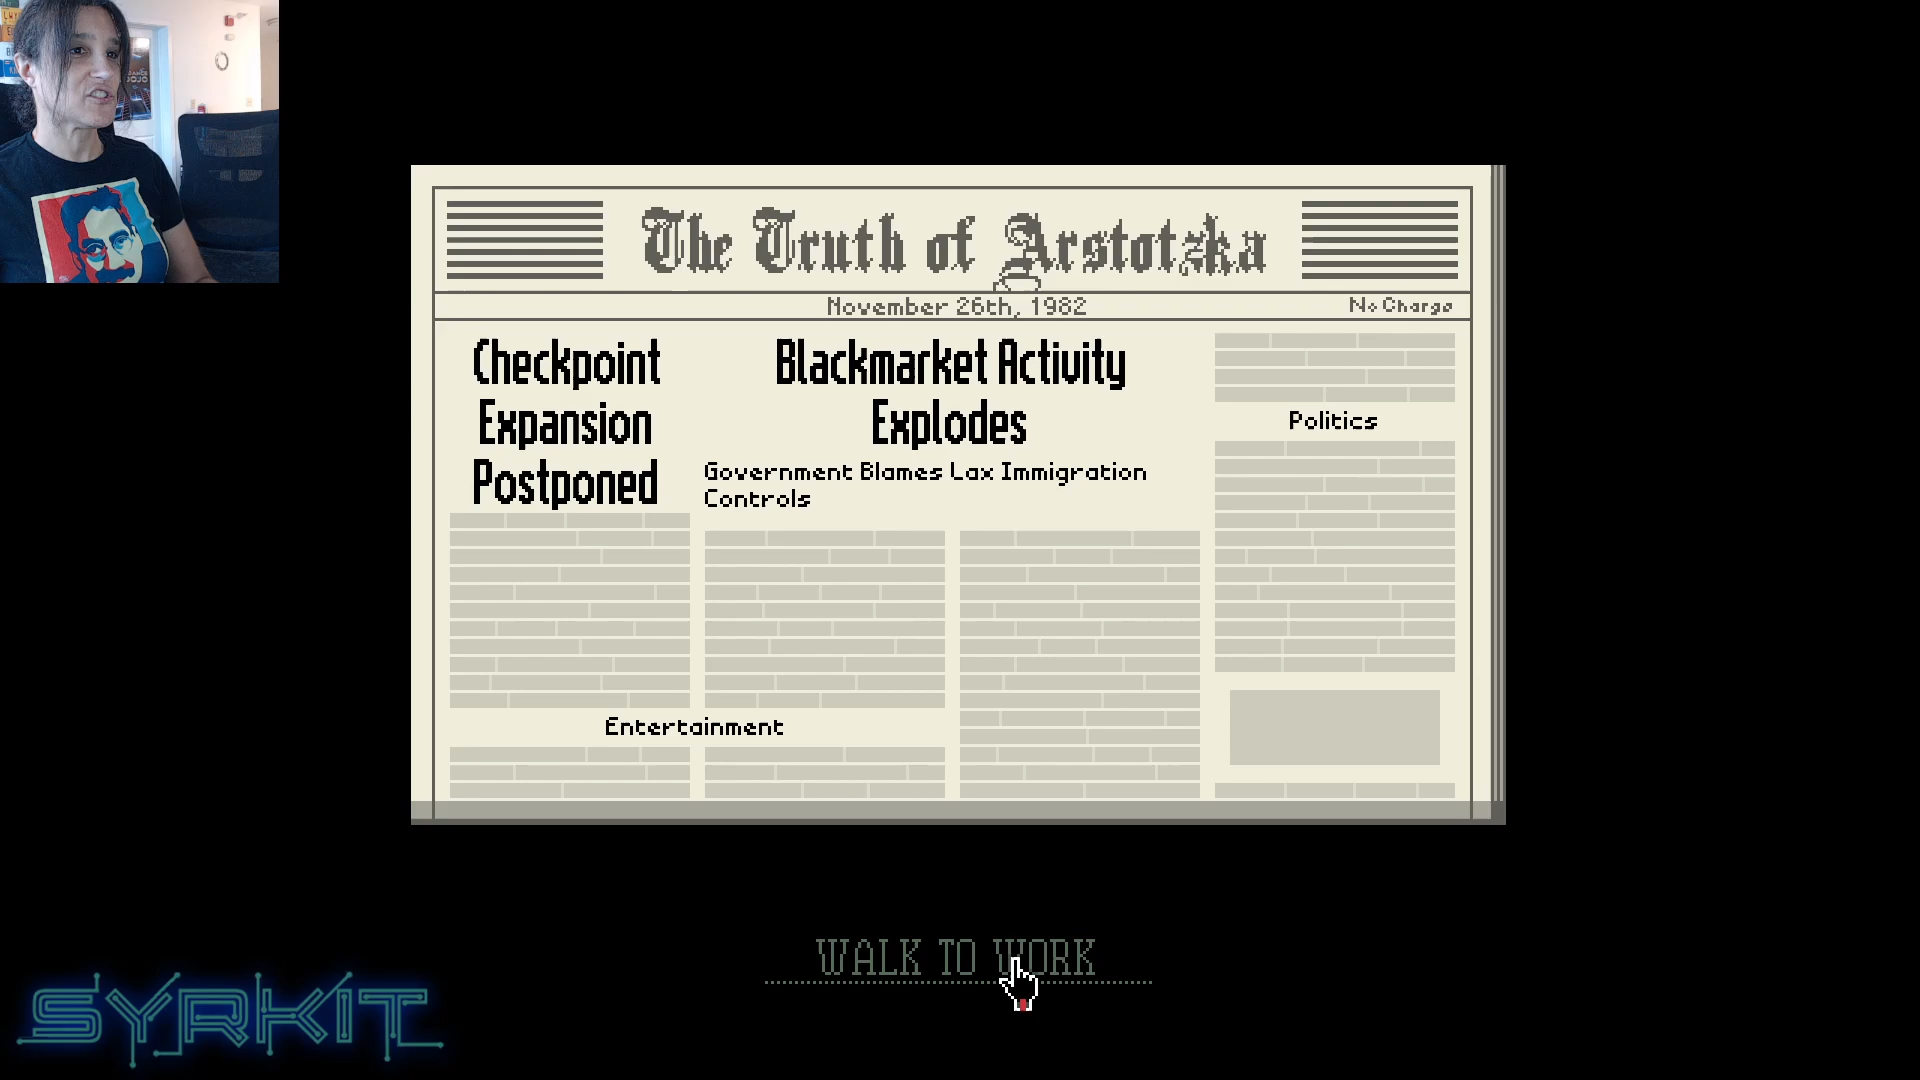 The Truth of Arstotzka
November 26th, 1982
No Charge
Checkpoint
Expansion
Postponed
Blackmarket Activity
Explodes
Government Blames Lax Immigration
Controls
Politics
Entertainment
WALK TO WORK
SYRKIT